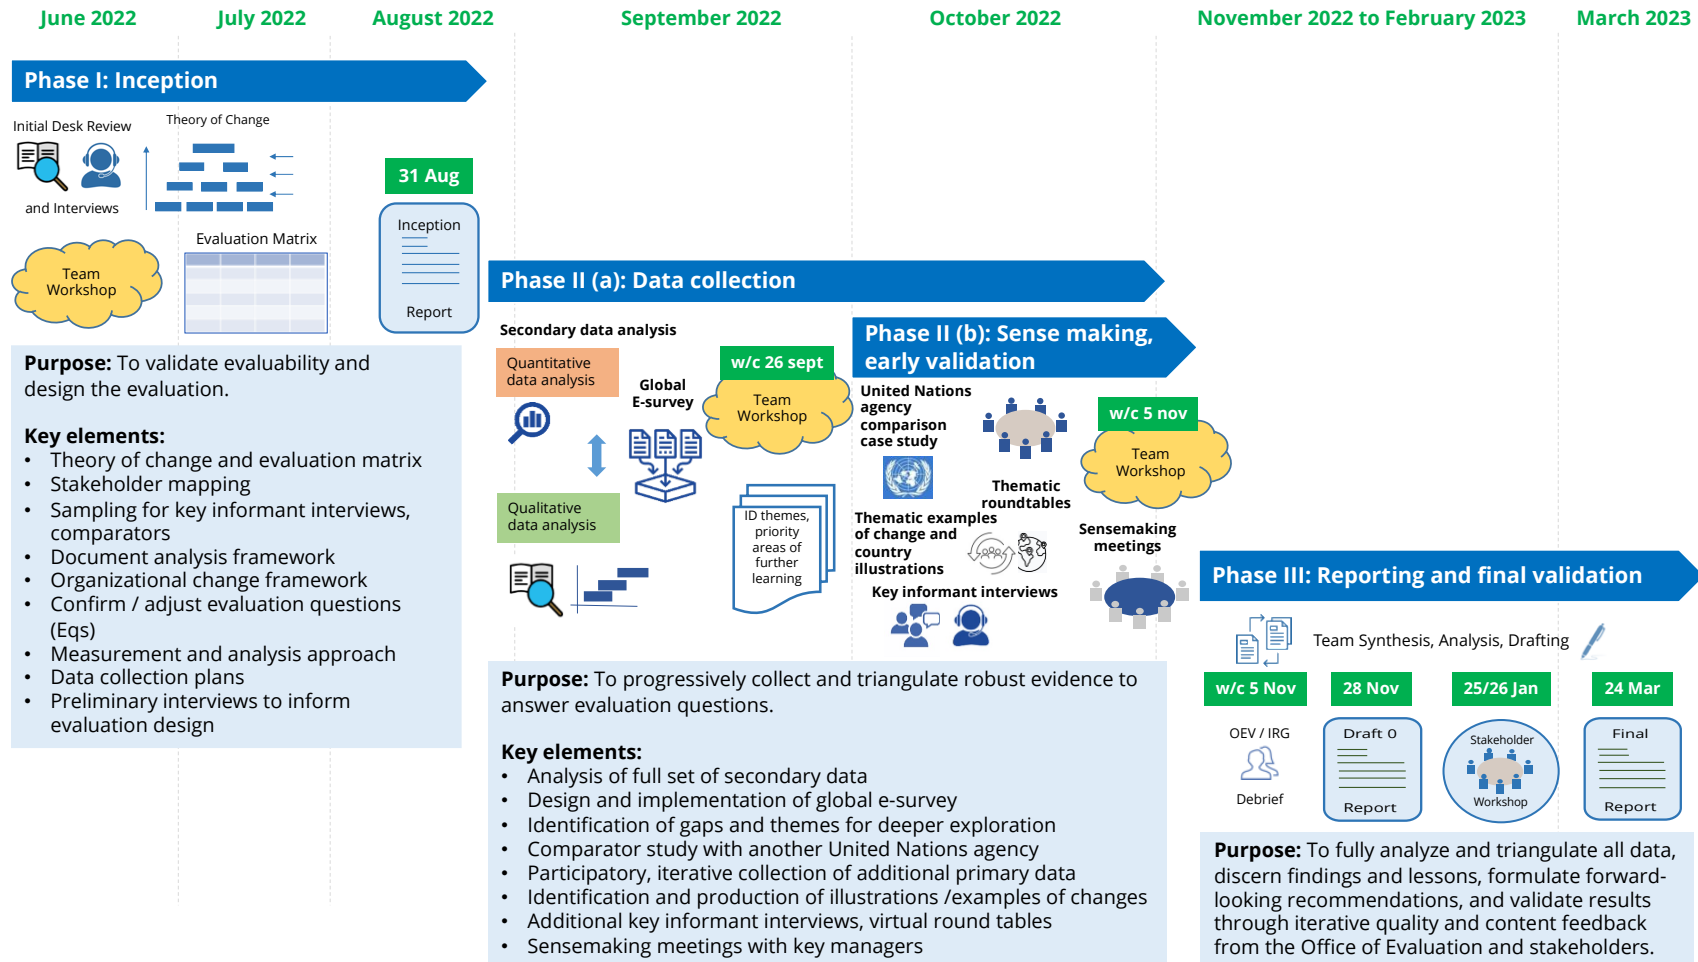 June 2022
July 2022
August 2022
September 2022
October 2022
November 2022 to February 2023
March 2023
Phase I: Inception
Initial Desk Review
and Interviews
Theory of Change
Team
Workshop
Evaluation Matrix
31 Aug
Inception
Report
Purpose: To validate evaluability and
design the evaluation.
Key elements:
• Theory of change and evaluation matrix
• Stakeholder mapping
• Sampling for key informant interviews,
comparators
• Document analysis framework
• Organizational change framework
• Confirm / adjust evaluation questions
(Eqs)
• Measurement and analysis approach
• Data collection plans
• Preliminary interviews to inform
evaluation design
Phase II (a): Data collection
Secondary data analysis
Quantitative
data analysis
Global
E-survey
w/c 26 sept
Team
Workshop
Qualitative
data analysis
ID themes,
priority
areas of
further
learning
Phase II (b): Sense making,
early validation
United Nations
agency
comparison
case study
Thematic
roundtables
w/c 5 nov
Team
Workshop
Thematic examples
of change and
country
illustrations
Sensemaking
meetings
Key informant interviews
Purpose: To progressively collect and triangulate robust evidence to
answer evaluation questions.
Key elements:
• Analysis of full set of secondary data
• Design and implementation of global e-survey
• Identification of gaps and themes for deeper exploration
• Comparator study with another United Nations agency
• Participatory, iterative collection of additional primary data
• Identification and production of illustrations /examples of changes
• Additional key informant interviews, virtual round tables
• Sensemaking meetings with key managers
Phase III: Reporting and final validation
Team Synthesis, Analysis, Drafting
w/c 5 Nov
28 Nov
25/26 Jan
24 Mar
OEV / IRG
Debrief
Draft 0
Report
Stakeholder
Workshop
Final
Report
Purpose: To fully analyze and triangulate all data,
discern findings and lessons, formulate forward-
looking recommendations, and validate results
through iterative quality and content feedback
from the Office of Evaluation and stakeholders.